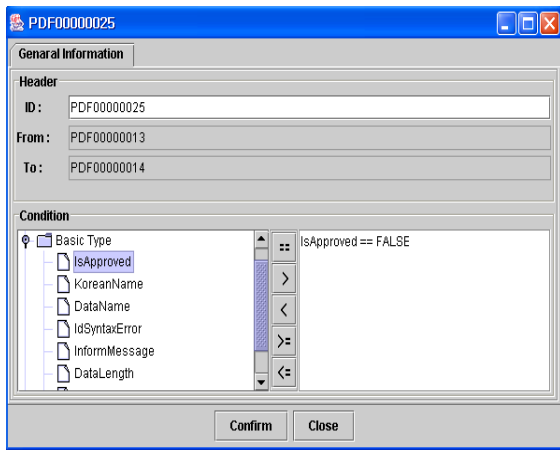 PDF00000025
Genaral Information
Header
ID : PDF00000025
From : PDF00000013
To : PDF00000014
Condition
Basic Type
IsApproved
KoreanName
DataName
IdSyntaxError
InformMessage
DataLength
==
>
<
>=
<=
IsApproved == FALSE
Confirm Close